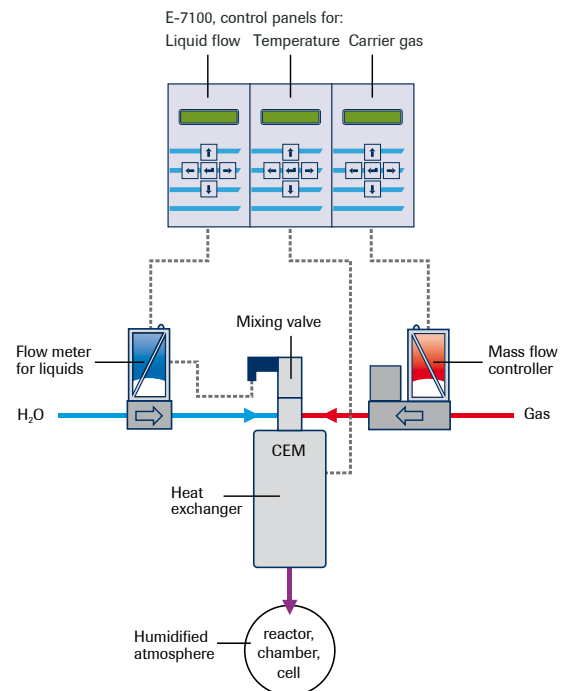 E-7100, control panels for:
Liquid flow Temperature Carrier gas
Mixing valve
Flow meter
for liquids
Mass flow
controller
H₂O
Gas
CEM
Heat
exchanger
Humidified
atmosphere
reactor,
chamber,
cell